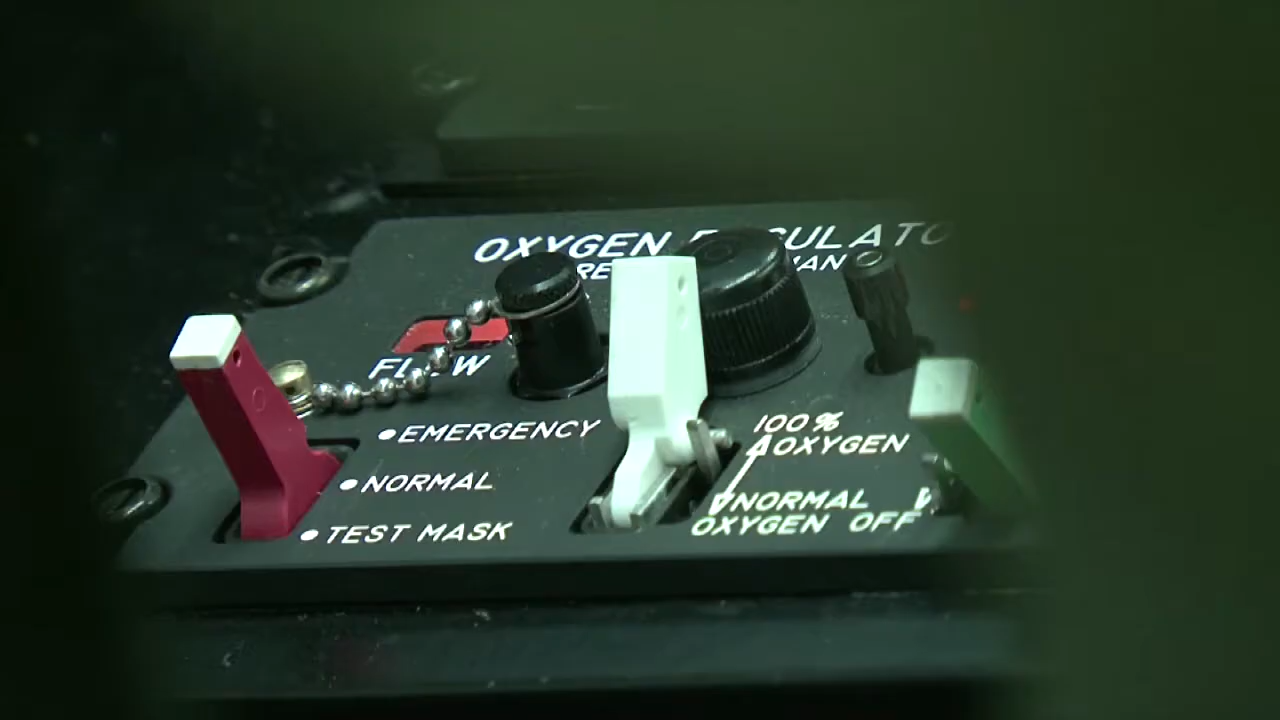 OXYGEN
FLOW
EMERGENCY
NORMAL
TEST MASK
100%
OXYGEN
NORMAL
OXYGEN OFF